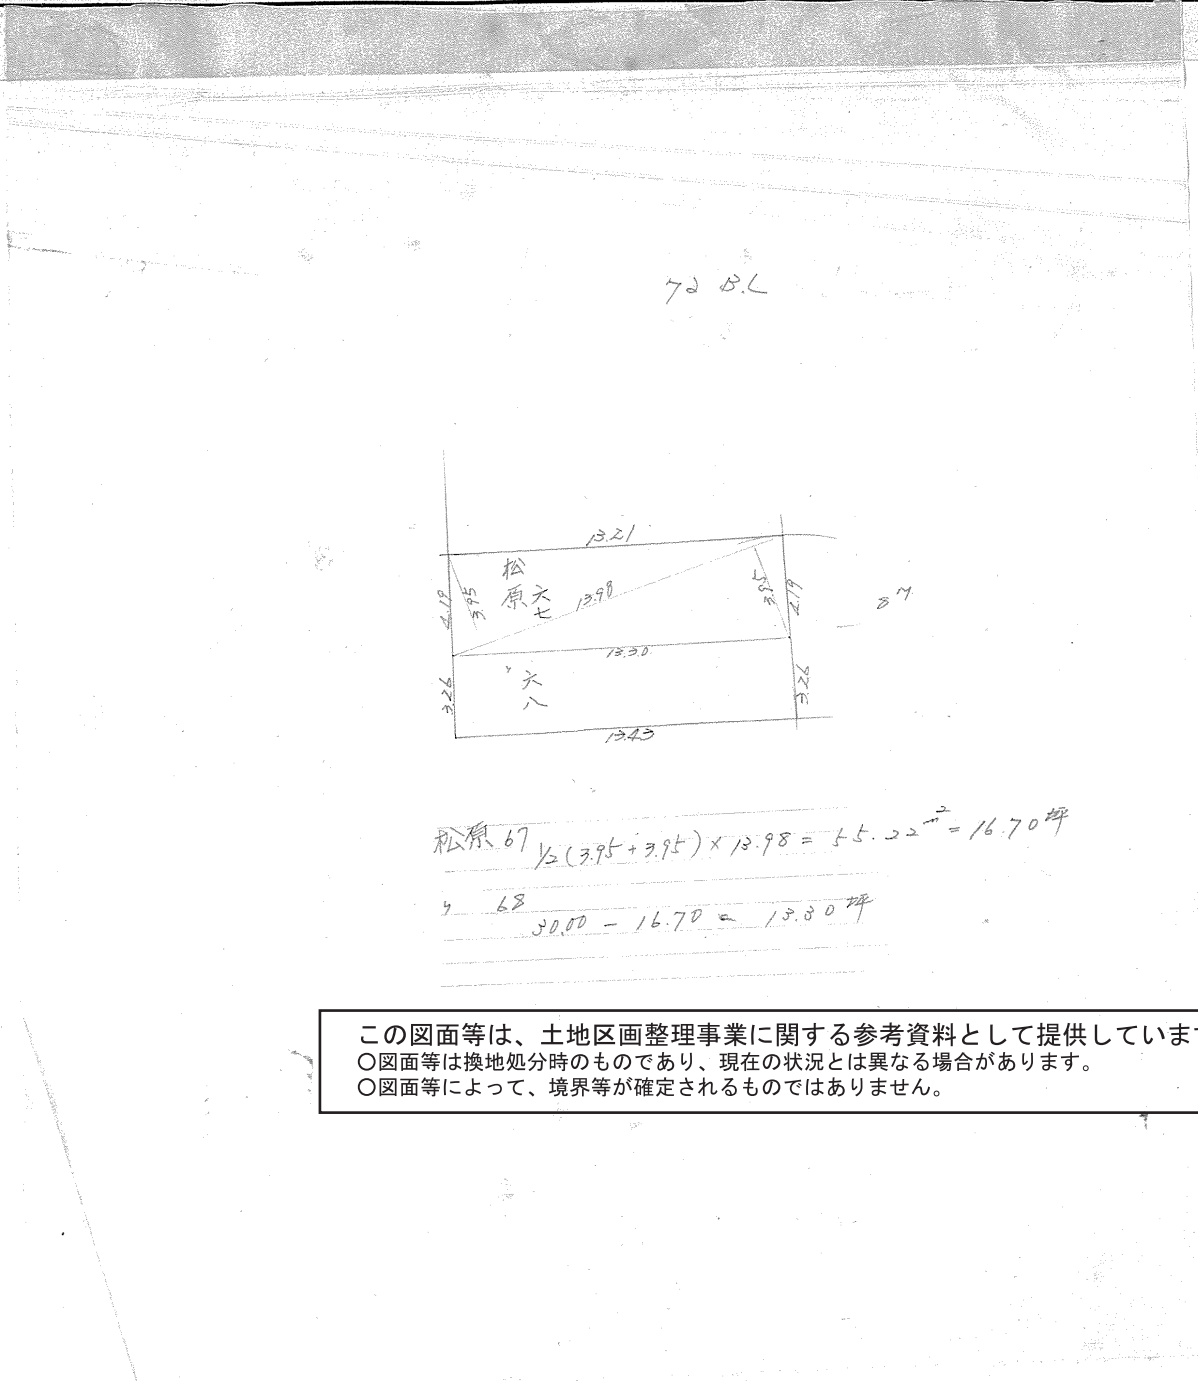 72 B.L
13.21
松原 六七
4.19
3.95
13.98
3.95
4.19
8M
13.30
〃 六八
3.26
3.26
13.43
松原 67 1/2(3.95+3.95)×13.98 = 55.22m² = 16.70坪
〃 68
30.00 - 16.70 = 13.30坪
この図面等は、土地区画整理事業に関する参考資料として提供していま
○図面等は換地処分時のものであり、現在の状況とは異なる場合があります。
○図面等によって、境界等が確定されるものではありません。